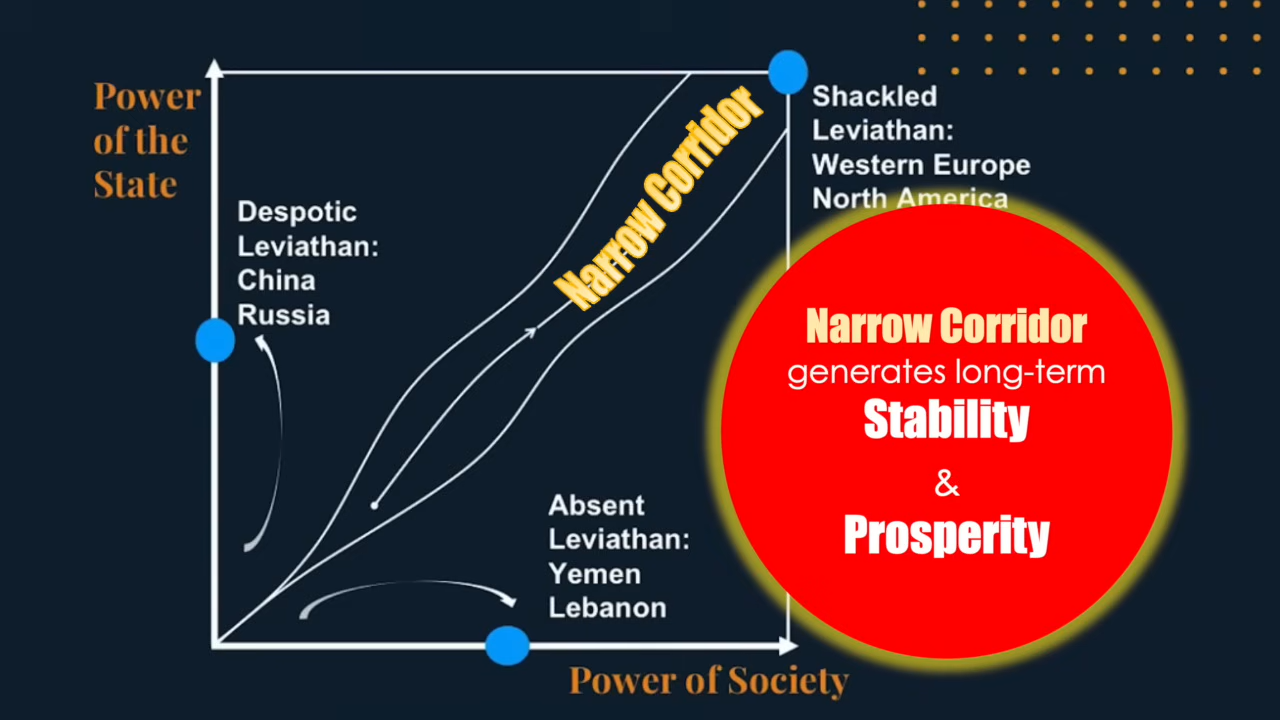 Power
of the
State
Despotic
Leviathan:
China
Russia
Narrow Corridor
Shackled
Leviathan:
Western Europe
North America
Narrow Corridor
generates long-term
Stability
&
Prosperity
Absent
Leviathan:
Yemen
Lebanon
Power of Society